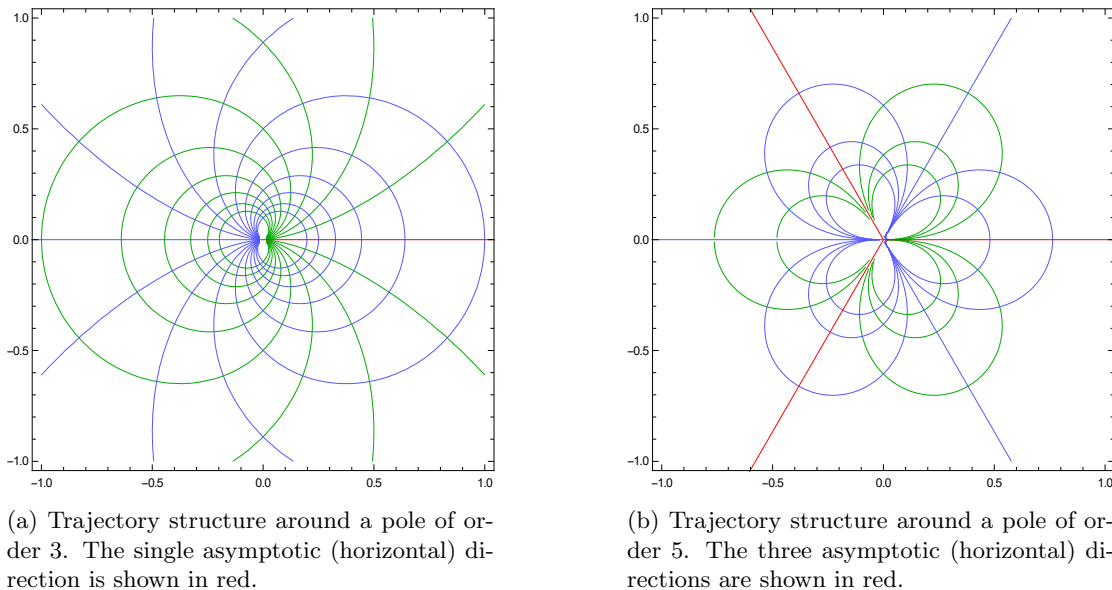 1.0
0.5
0.0
−0.5
−1.0
−1.0 −0.5 0.0 0.5 1.0
1.0
0.5
0.0
−0.5
−1.0
−1.0 −0.5 0.0 0.5 1.0
(a) Trajectory structure around a pole of or-
der 3. The single asymptotic (horizontal) di-
rection is shown in red.
(b) Trajectory structure around a pole of or-
der 5. The three asymptotic (horizontal) di-
rections are shown in red.